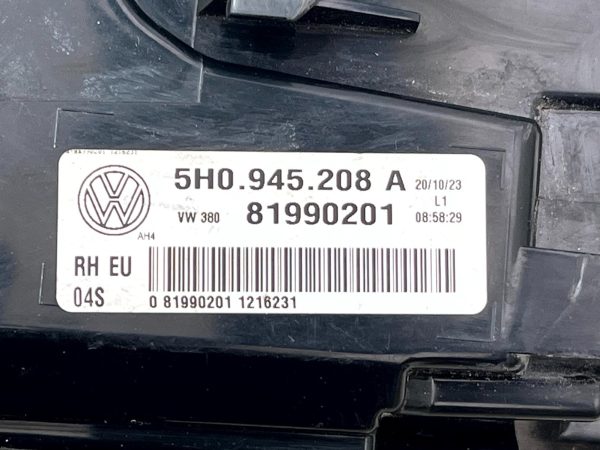 5H0.945.208 A 20/10/23
VW 380 81990201 L1
08:58:29
AH4
RH EU
04S
0 81990201 1216231